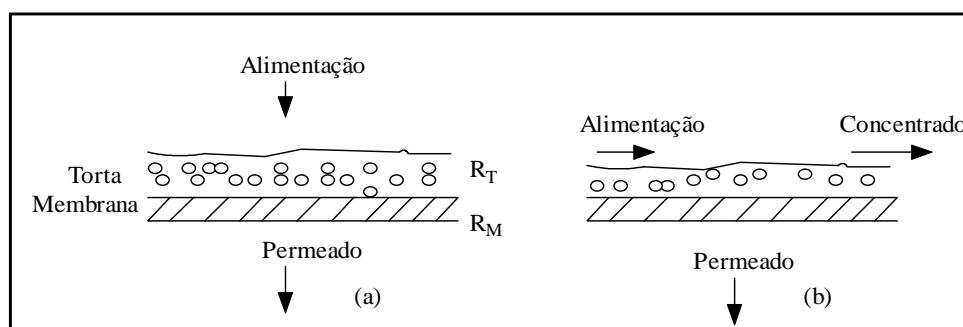 Alimentação
Torta
Membrana
R_T
R_M
Permeado
(a)
Alimentação
Concentrado
Permeado
(b)